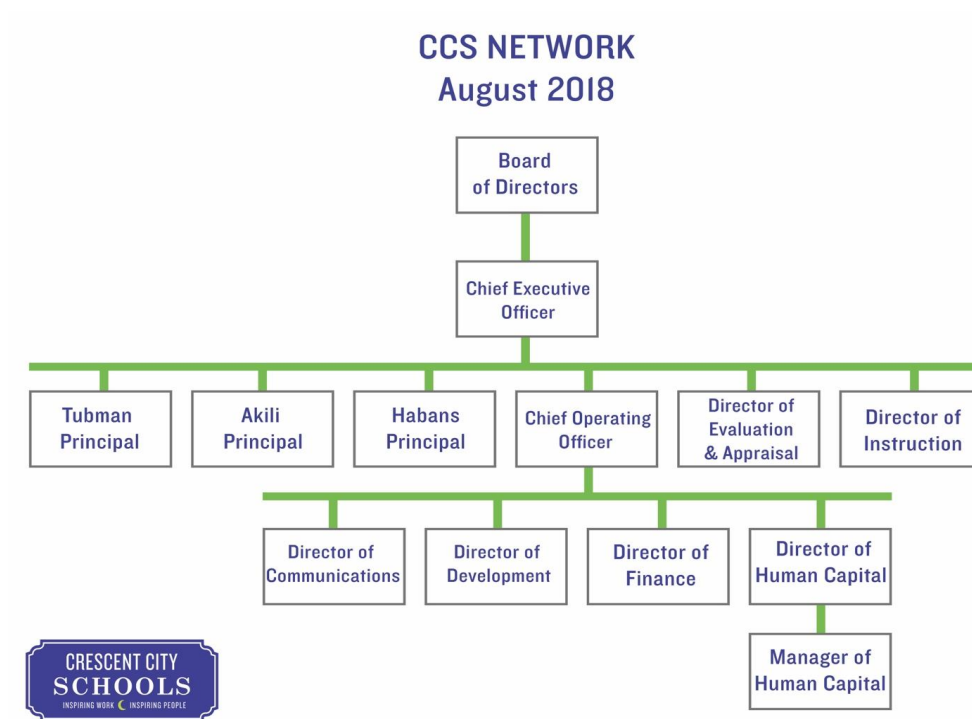 CCS NETWORK
August 2018
Board
of Directors
Chief Executive
Officer
Tubman
Principal
Akili
Principal
Habans
Principal
Chief Operating
Officer
Director of
Evaluation
& Appraisal
Director of
Instruction
Director of
Communications
Director of
Development
Director of
Finance
Director of
Human Capital
Manager of
Human Capital
CRESCENT CITY
SCHOOLS
INSPIRING WORK INSPIRING PEOPLE